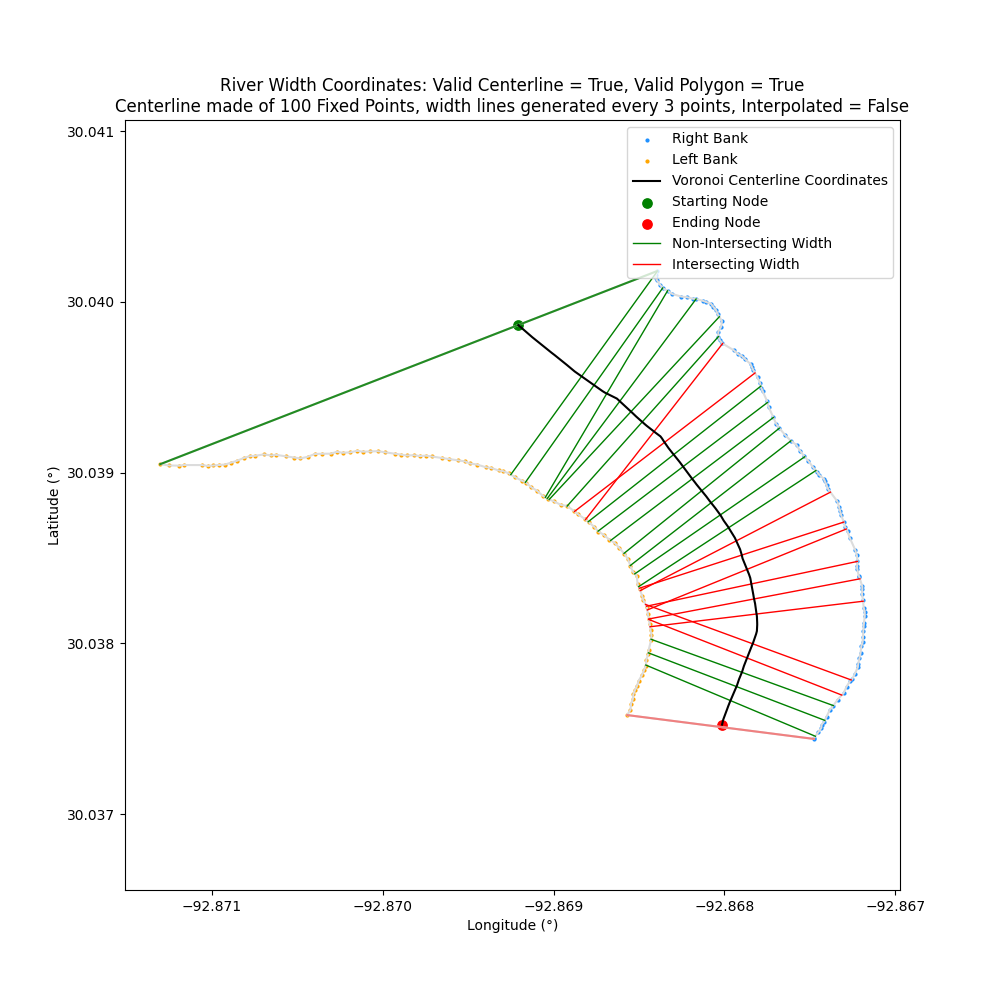 River Width Coordinates: Valid Centerline = True, Valid Polygon = True
Centerline made of 100 Fixed Points, width lines generated every 3 points, Interpolated = False
Right Bank
Left Bank
Voronoi Centerline Coordinates
Starting Node
Ending Node
Non-Intersecting Width
Intersecting Width
30.041
30.040
30.039
30.038
30.037
Latitude (°)
−92.871 −92.870 −92.869 −92.868 −92.867
Longitude (°)